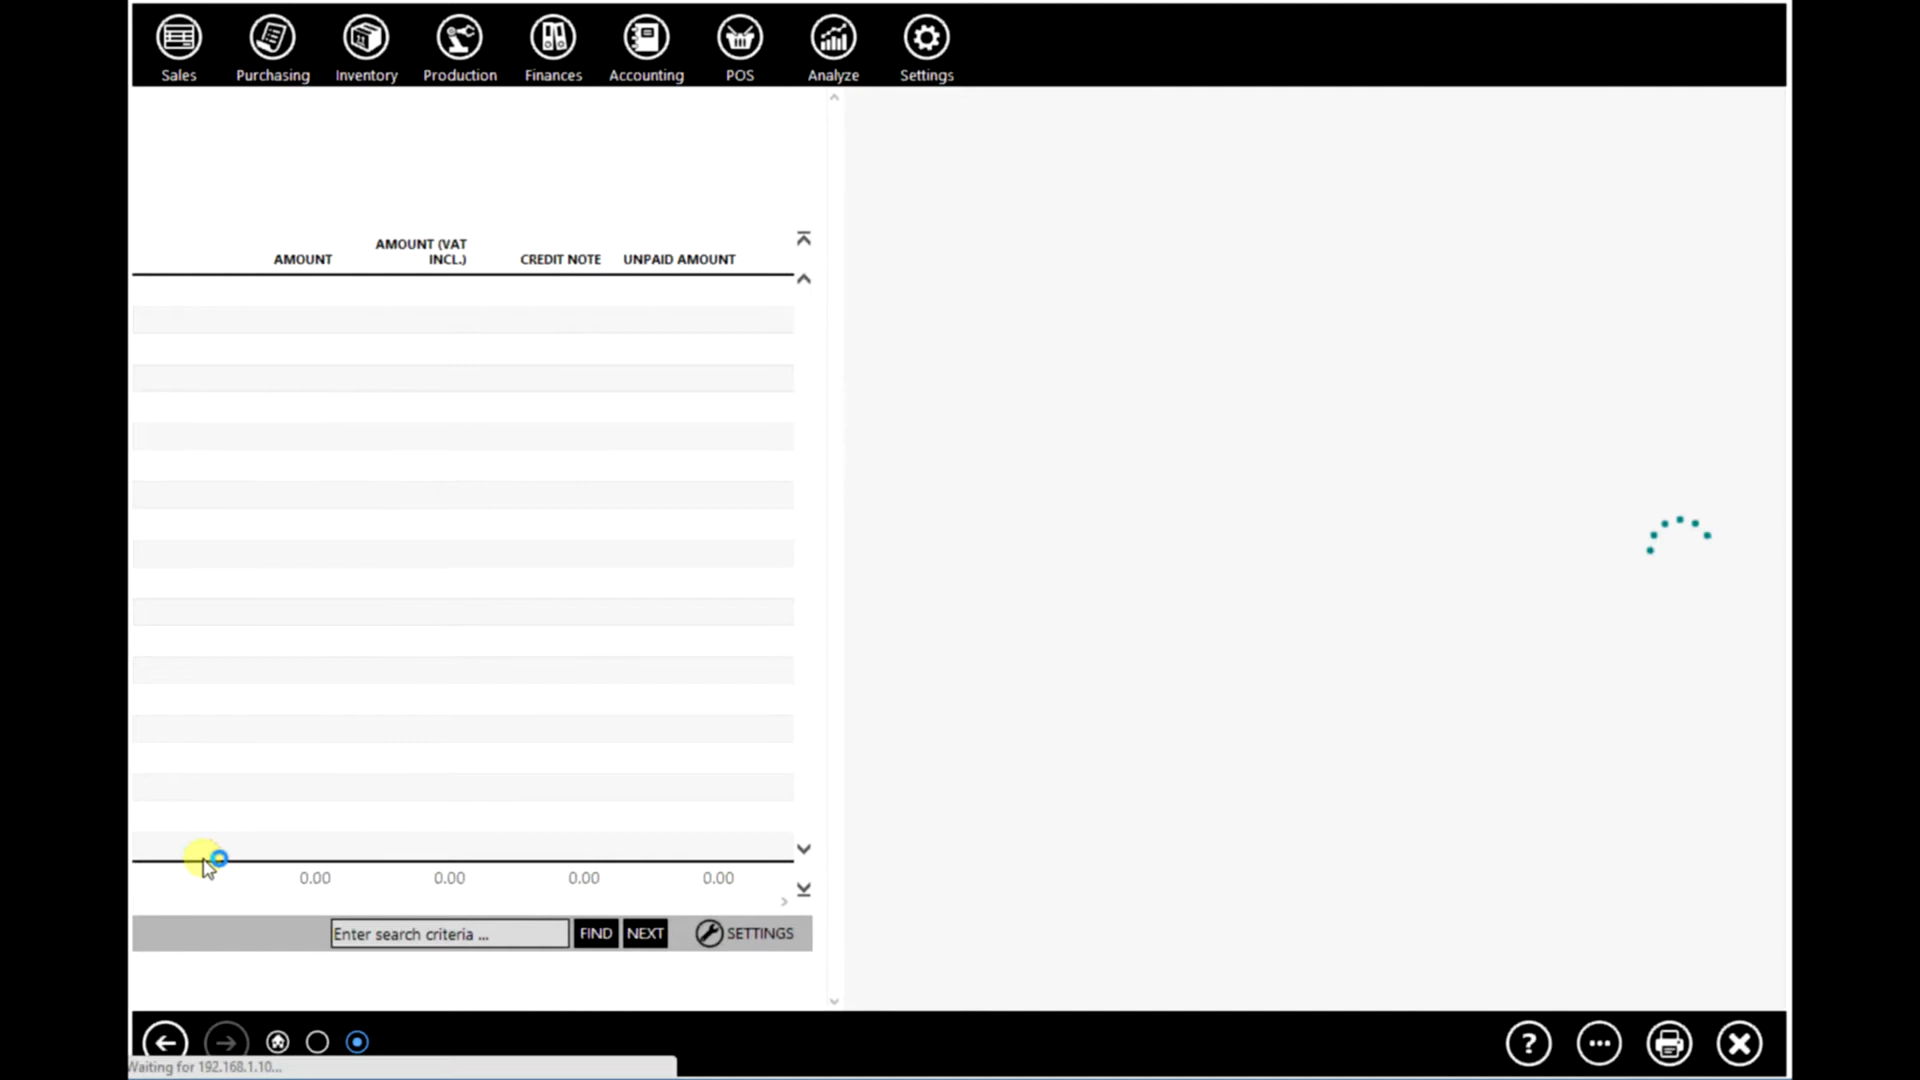 Sales Purchasing Inventory Production Finances Accounting POS Analyze Settings
AMOUNT AMOUNT (VAT INCL.) CREDIT NOTE UNPAID AMOUNT
0.00 0.00 0.00 0.00
Enter search criteria ... FIND NEXT SETTINGS
?
Waiting for 192.168.1.10...